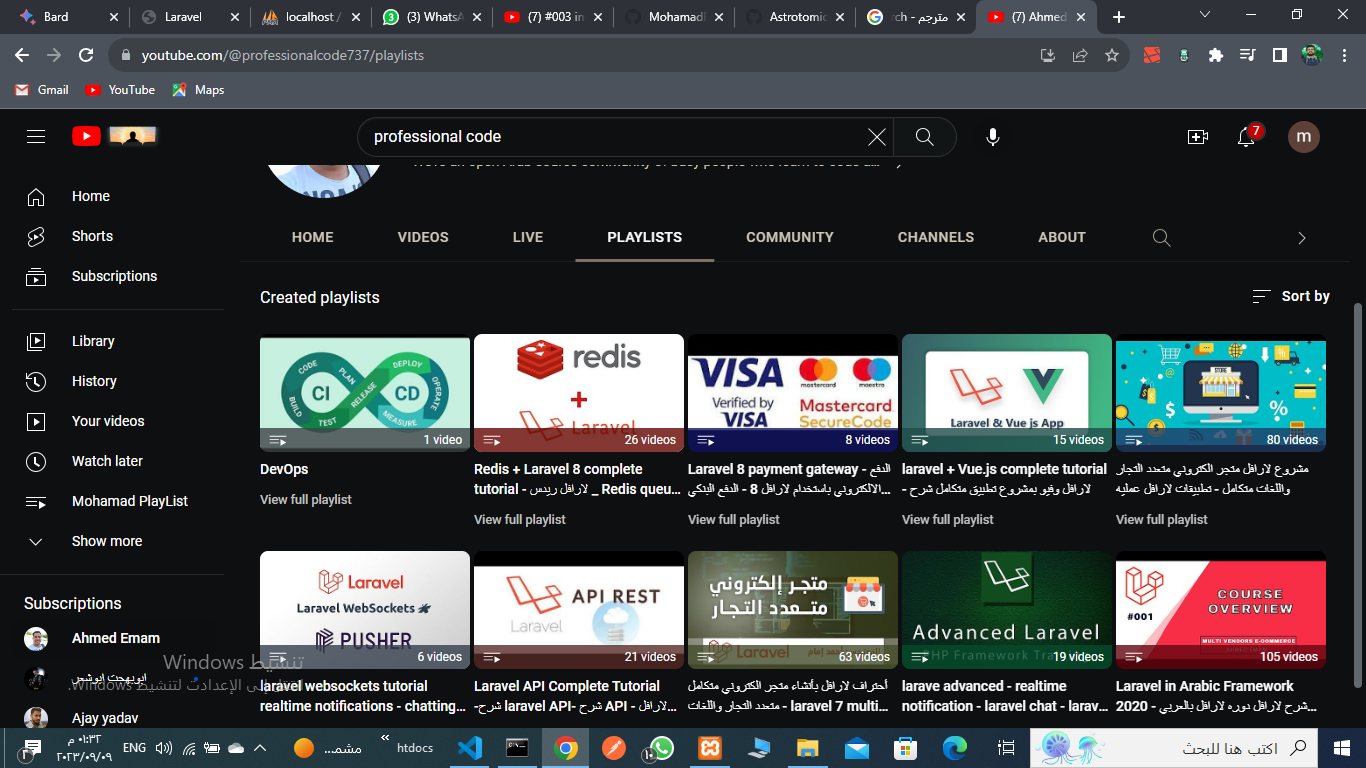 Bard
Laravel
localhost /
(3) WhatsA
(7) #003 in
Mohamadl
Astrotomic
مترجم - rch
(7) Ahmed
youtube.com/@professionalcode737/playlists
Gmail
YouTube
Maps
professional code
7
m
Home
Shorts
Subscriptions
Library
History
Your videos
Watch later
Mohamad PlayList
Show more
Subscriptions
Ahmed Emam
ابوبهجت ابوشجر
Ajay yadav
HOME
VIDEOS
LIVE
PLAYLISTS
COMMUNITY
CHANNELS
ABOUT
Created playlists
Sort by
CODE
PLAN
BUILD
TEST
CI
RELEASE
DEPLOY
OPERATE
MEASURE
CD
1 video
DevOps
View full playlist
redis
+
Laravel
26 videos
Redis + Laravel 8 complete
tutorial - لارافل ريدس _ Redis queu...
View full playlist
VISA
mastercard
maestro
Verified by
VISA
Mastercard
SecureCode
8 videos
Laravel 8 payment gateway - الدفع
الالكتروني باستخدام لارافل 8 - الدفع البنكي...
View full playlist
Laravel & Vue js App
15 videos
laravel + Vue.js complete tutorial
- لارافل وفيو بمشروع تطبيق متكامل شرح
View full playlist
STORE
80 videos
مشروع لارافل متجر الكتروني متعدد التجار
واللغات متكامل - تطبيقات لارافل عمليه
View full playlist
Laravel
Laravel WebSockets
PUSHER
6 videos
laravel websockets tutorial
realtime notifications - chatting...
Laravel
API REST
21 videos
Laravel API Complete Tutorial
-شرح laravel API- شرح API - لارافل...
متجر إلكتروني
متعدد التجار
Laravel
63 videos
أحتراف لارافل بأنشاء متجر الكتروني متكامل
متعدد التجار واللغات - laravel 7 multi...
Advanced Laravel
PHP Framework Tra
19 videos
larave advanced - realtime
notification - laravel chat - larav...
#001
COURSE
OVERVIEW
MULTI VENDORS E-COMMERCE
105 videos
Laravel in Arabic Framework
2020 - شرح لارافل دوره لارافل بالعربي...
تنشيط Windows
انتقل إلى الإعدادات لتنشيط Windows.
٠١:٣٢ م
٢٠٢٣/٠٩/٠٩
ENG
مشمـ...
htdocs
اكتب هنا للبحث